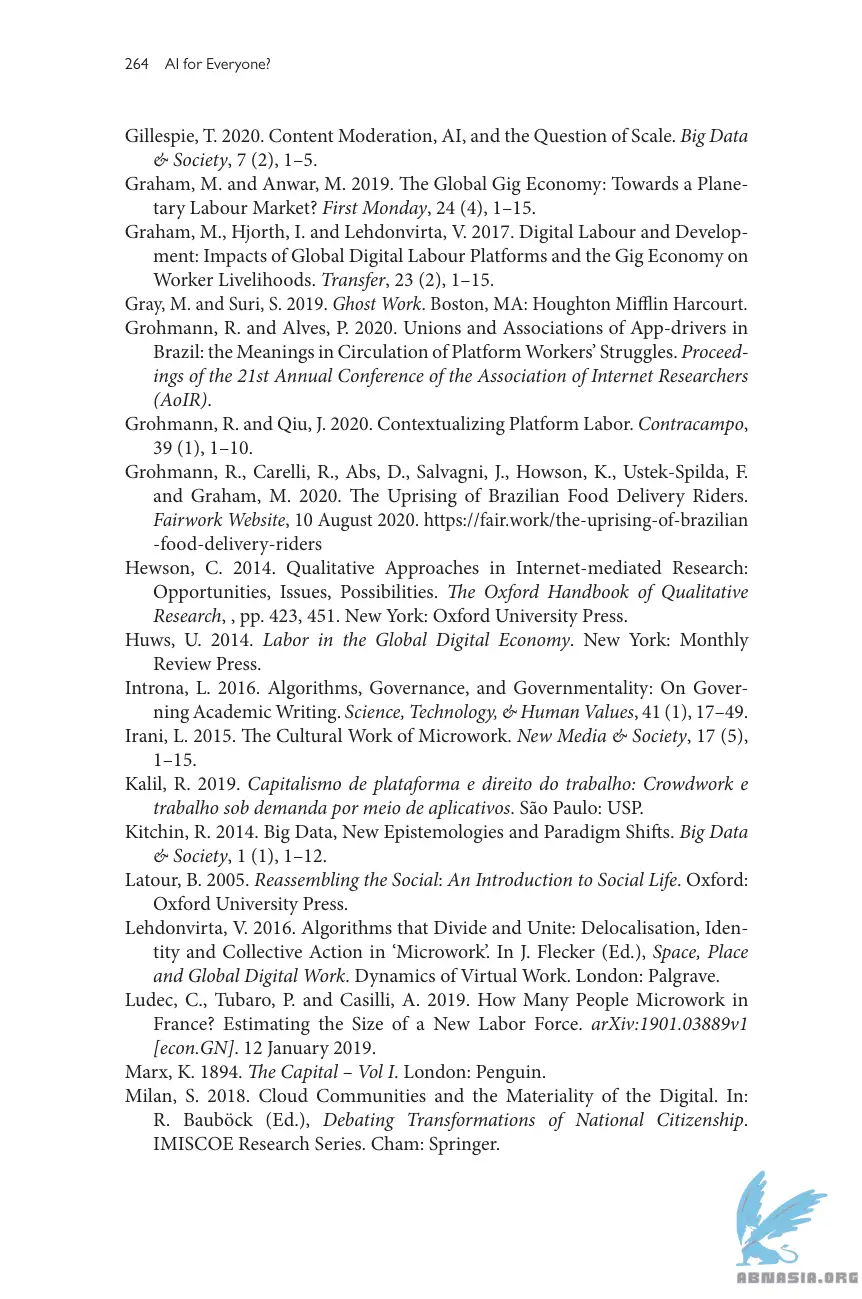 264 AI for Everyone?
Gillespie, T. 2020. Content Moderation, AI, and the Question of Scale. Big Data
& Society, 7 (2), 1–5.
Graham, M. and Anwar, M. 2019. The Global Gig Economy: Towards a Plane-
tary Labour Market? First Monday, 24 (4), 1–15.
Graham, M., Hjorth, I. and Lehdonvirta, V. 2017. Digital Labour and Develop-
ment: Impacts of Global Digital Labour Platforms and the Gig Economy on
Worker Livelihoods. Transfer, 23 (2), 1–15.
Gray, M. and Suri, S. 2019. Ghost Work. Boston, MA: Houghton Mifflin Harcourt.
Grohmann, R. and Alves, P. 2020. Unions and Associations of App-drivers in
Brazil: the Meanings in Circulation of Platform Workers’ Struggles. Proceed-
ings of the 21st Annual Conference of the Association of Internet Researchers
(AoIR).
Grohmann, R. and Qiu, J. 2020. Contextualizing Platform Labor. Contracampo,
39 (1), 1–10.
Grohmann, R., Carelli, R., Abs, D., Salvagni, J., Howson, K., Ustek-Spilda, F.
and Graham, M. 2020. The Uprising of Brazilian Food Delivery Riders.
Fairwork Website, 10 August 2020. https://fair.work/the-uprising-of-brazilian
-food-delivery-riders
Hewson, C. 2014. Qualitative Approaches in Internet-mediated Research:
Opportunities, Issues, Possibilities. The Oxford Handbook of Qualitative
Research, , pp. 423, 451. New York: Oxford University Press.
Huws, U. 2014. Labor in the Global Digital Economy. New York: Monthly
Review Press.
Introna, L. 2016. Algorithms, Governance, and Governmentality: On Gover-
ning Academic Writing. Science, Technology, & Human Values, 41 (1), 17–49.
Irani, L. 2015. The Cultural Work of Microwork. New Media & Society, 17 (5),
1–15.
Kalil, R. 2019. Capitalismo de plataforma e direito do trabalho: Crowdwork e
trabalho sob demanda por meio de aplicativos. São Paulo: USP.
Kitchin, R. 2014. Big Data, New Epistemologies and Paradigm Shifts. Big Data
& Society, 1 (1), 1–12.
Latour, B. 2005. Reassembling the Social: An Introduction to Social Life. Oxford:
Oxford University Press.
Lehdonvirta, V. 2016. Algorithms that Divide and Unite: Delocalisation, Iden-
tity and Collective Action in ‘Microwork’. In J. Flecker (Ed.), Space, Place
and Global Digital Work. Dynamics of Virtual Work. London: Palgrave.
Ludec, C., Tubaro, P. and Casilli, A. 2019. How Many People Microwork in
France? Estimating the Size of a New Labor Force. arXiv:1901.03889v1
[econ.GN]. 12 January 2019.
Marx, K. 1894. The Capital – Vol I. London: Penguin.
Milan, S. 2018. Cloud Communities and the Materiality of the Digital. In:
R. Bauböck (Ed.), Debating Transformations of National Citizenship.
IMISCOE Research Series. Cham: Springer.
ABNASIA.ORG